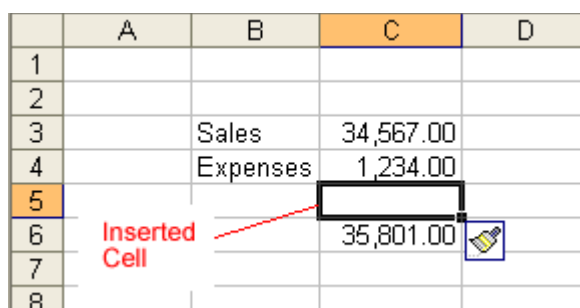 A B C D
1
2
3 Sales 34,567.00
4 Expenses 1,234.00
5
6 Inserted 35,801.00
7 Cell
8